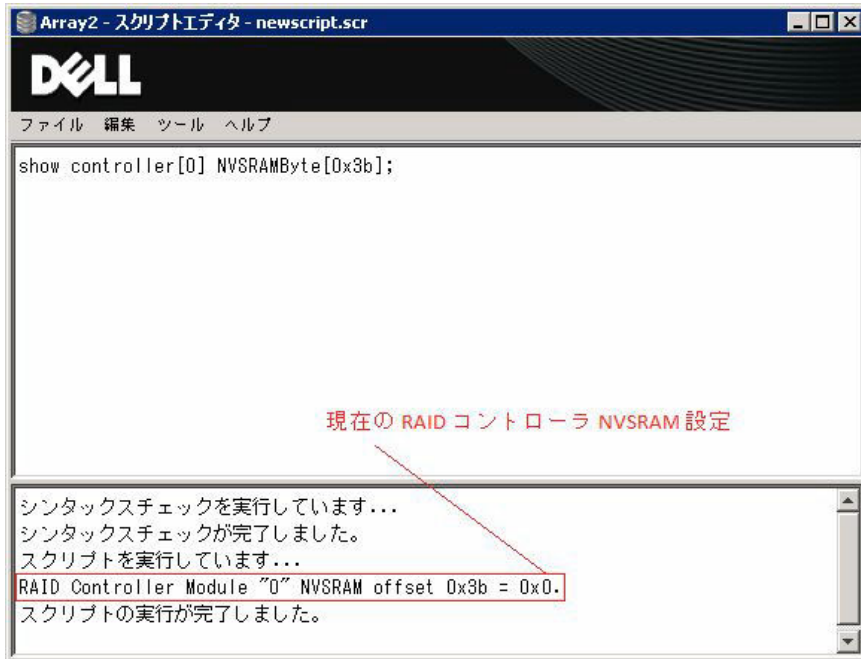 Array2 - スクリプトエディタ - newscript.scr
DELL
ファイル 編集 ツール ヘルプ
show controller[0] NVSRAMByte[0x3b];
現在の RAID コントローラ NVSRAM 設定
シンタックスチェックを実行しています...
シンタックスチェックが完了しました。
スクリプトを実行しています...
RAID Controller Module "0" NVSRAM offset 0x3b = 0x0.
スクリプトの実行が完了しました。